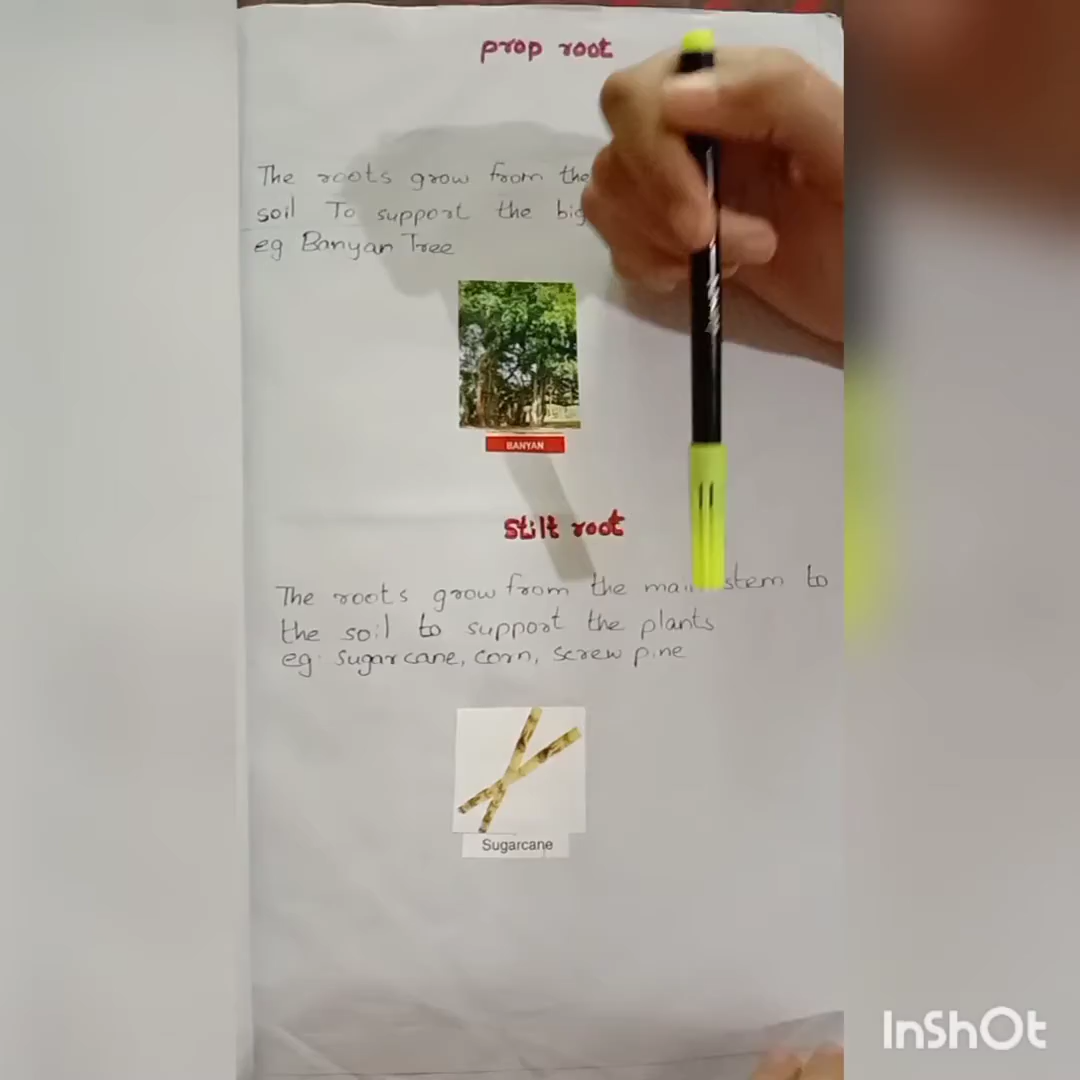 prop root
The roots grow from the
soil To support the big
eg Banyan Tree
BANYAN
Stilt root
The roots grow from the stem to
the soil to support the plants
eg. Sugarcane, corn, screw pine
Sugarcane
InShOt